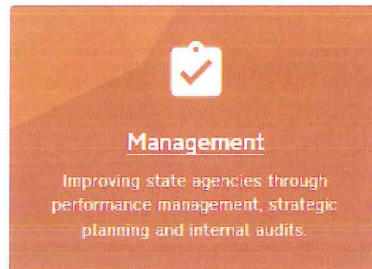 Management
Improving state agencies through
performance management, strategic
planning and internal audits.